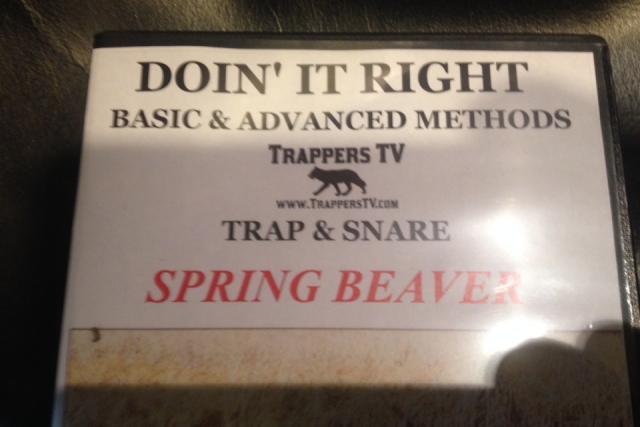 DOIN' IT RIGHT
BASIC & ADVANCED METHODS
TRAPPERS TV
WWW.TRAPPERSTV.COM
TRAP & SNARE
SPRING BEAVER